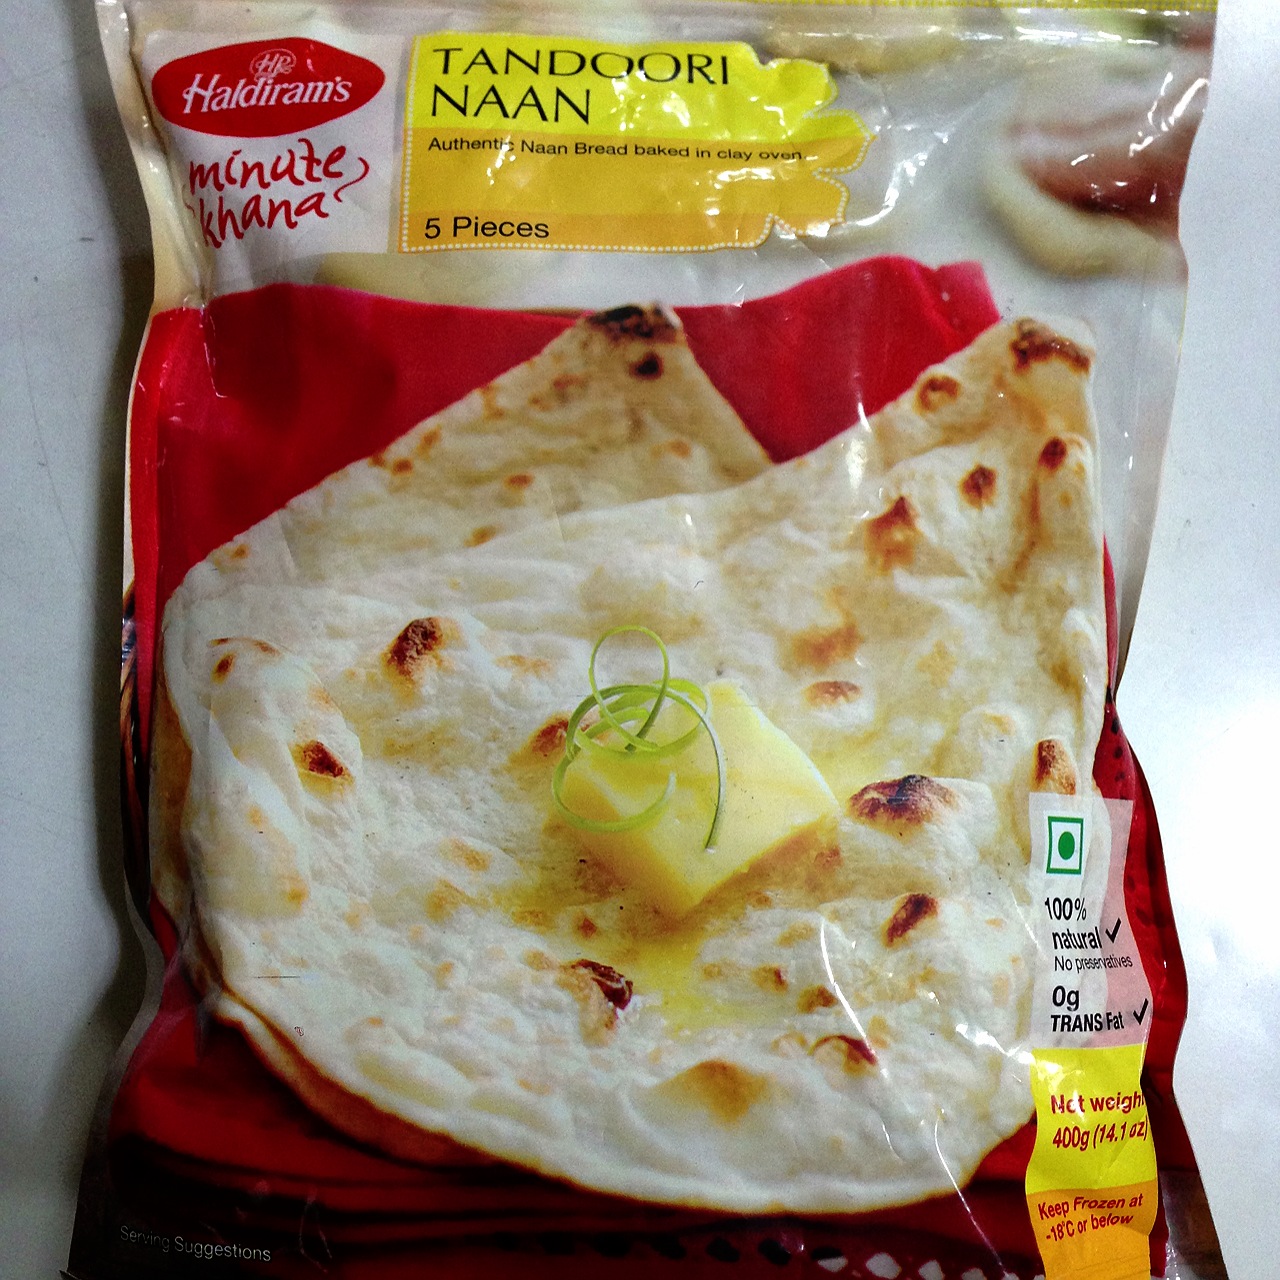 HR
Haldiram's
minute
khana
TANDOORI
NAAN
Authentic Naan Bread baked in clay oven
5 Pieces
100%
natural ✓
No preservatives
0g
TRANS Fat ✓
Net weight
400g (14.1 oz)
Keep Frozen at
-18°C or below
Serving Suggestions